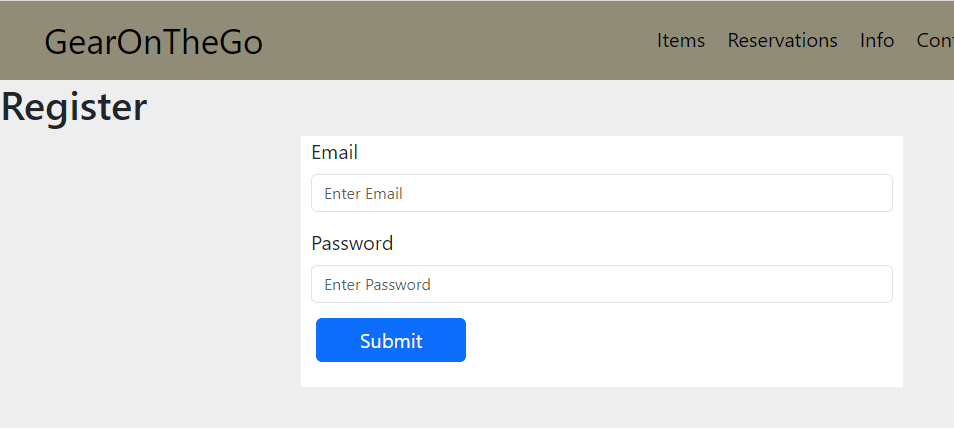 GearOnTheGo Items Reservations Info
Register
Email
Enter Email
Password
Enter Password
Submit